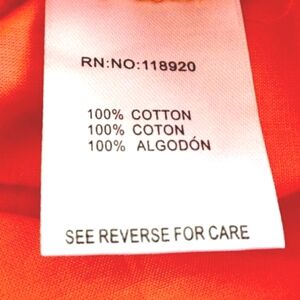 RN:NO:118920
100% COTTON
100% COTON
100% ALGODÓN
SEE REVERSE FOR CARE